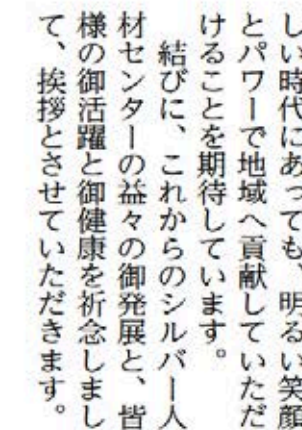 しい時代にあっても、明るい笑顔
とパワーで地域へ貢献していただ
けることを期待しています。
結びに、これからのシルバー人
材センターの益々の御発展と、皆
様の御活躍と御健康を祈念しまし
て、挨拶とさせていただきます。